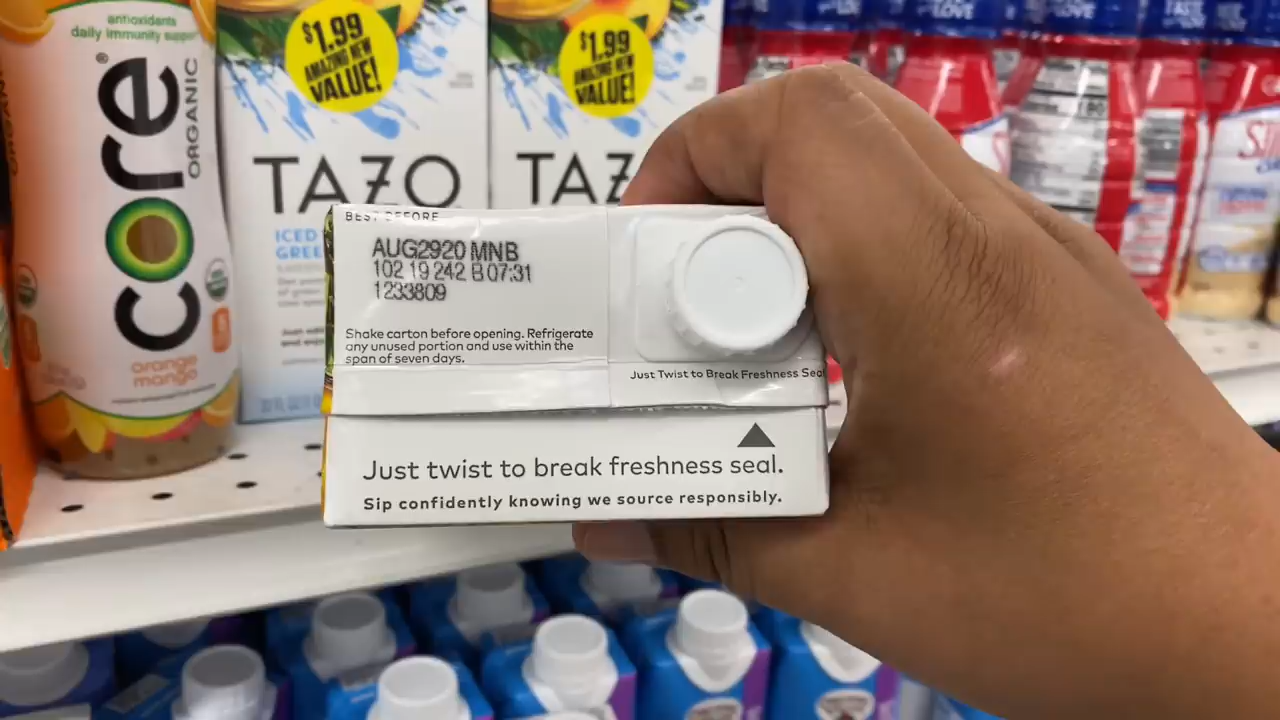 antioxidants
daily immunity support
core
ORGANIC
orange
mango
$1.99
AMAZING NEW
VALUE!
TAZO
ICED
$1.99
AMAZING NEW
VALUE!
TAZ
BEST BEFORE
AUG2920 MNB
102 19 242 B 07:31
1233809
Shake carton before opening. Refrigerate
any unused portion and use within the
span of seven days.
Just Twist to Break Freshness Seal
Just twist to break freshness seal.
Sip confidently knowing we source responsibly.